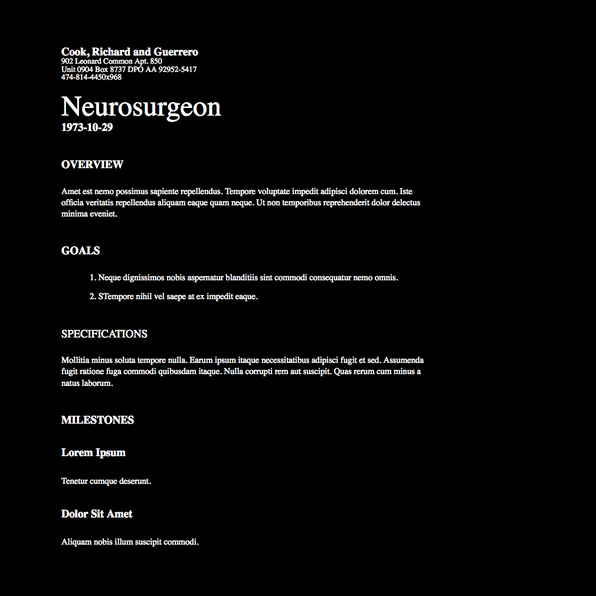 Cook, Richard and Guerrero
902 Leonard Common Apt. 850
Unit 0904 Box 8737 DPO AA 92952-5417
474-814-4450x968
Neurosurgeon
1973-10-29
OVERVIEW
Amet est nemo possimus sapiente repellendus. Tempore voluptate impedit adipisci dolorem cum. Iste
officia veritatis repellendus aliquam eaque quam neque. Ut non temporibus reprehenderit dolor delectus
minima eveniet.
GOALS
1. Neque dignissimos nobis aspernatur blanditiis sint commodi consequatur nemo omnis.
2. STempore nihil vel saepe at ex impedit eaque.
SPECIFICATIONS
Mollitia minus soluta tempore nulla. Earum ipsum itaque necessitatibus adipisci fugit et sed. Assumenda
fugit ratione fuga commodi quibusdam itaque. Nulla corrupti rem aut suscipit. Quas rerum cum minus a
natus laborum.
MILESTONES
Lorem Ipsum
Tenetur cumque deserunt.
Dolor Sit Amet
Aliquam nobis illum suscipit commodi.